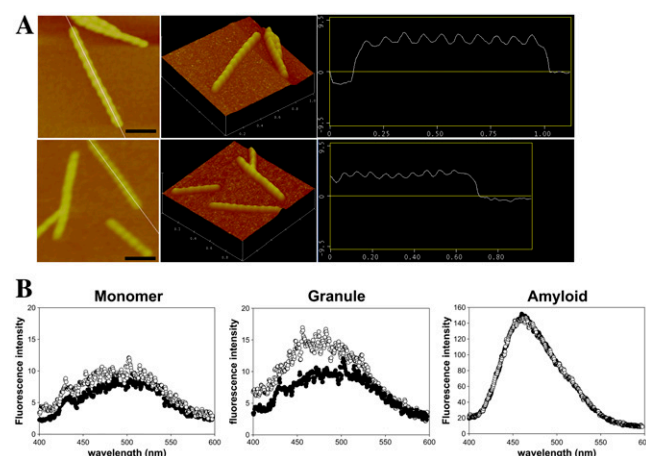 A
0.00 0.25 0.50 0.75 1.00
0 0.20 0.40 0.60 0.80
B
Monomer Granule Amyloid
Fluorescence intensity
20
15
10
5
0
400 450 500 550 600
wavelength (nm)
fluorescence intensity
20
15
10
5
0
400 450 500 550 600
wavelength (nm)
Fluorescence intensity
160
140
120
100
80
60
40
20
0
400 450 500 550 600
wavelength (nm)